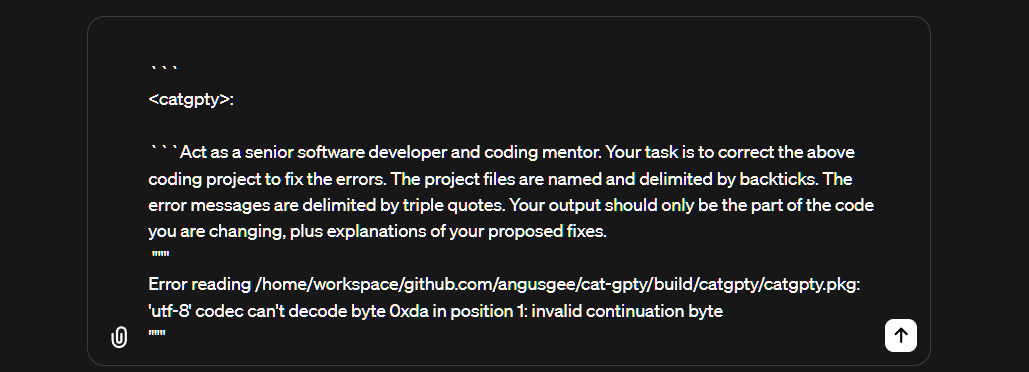 ```
<catgpty>:
```Act as a senior software developer and coding mentor. Your task is to correct the above
coding project to fix the errors. The project files are named and delimited by backticks. The
error messages are delimited by triple quotes. Your output should only be the part of the code
you are changing, plus explanations of your proposed fixes.
"""
Error reading /home/workspace/github.com/angusgee/cat-gpty/build/catgpty/catgpty.pkg:
'utf-8' codec can't decode byte 0xda in position 1: invalid continuation byte
"""